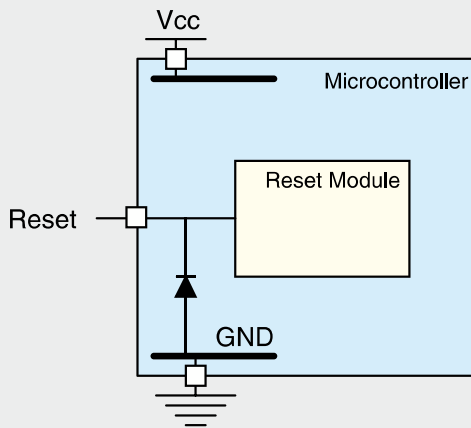 Vcc
Microcontroller
Reset Module
Reset
GND